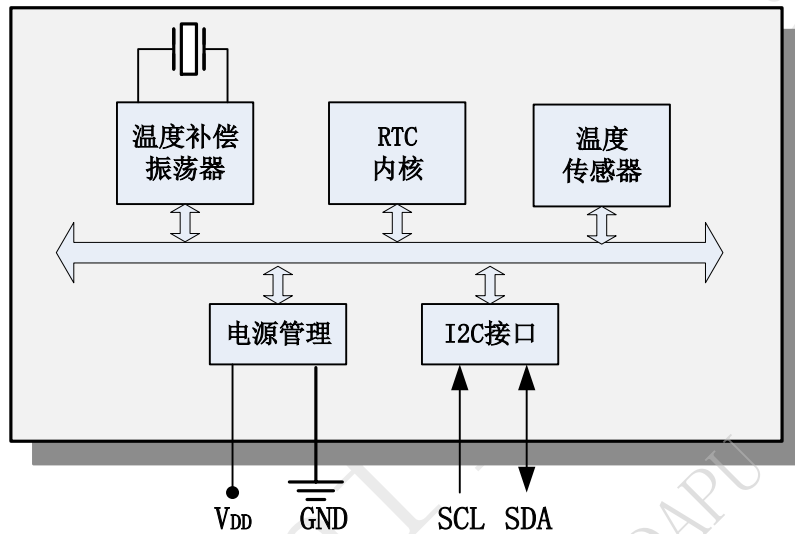 温度补偿
振荡器
RTC
内核
温度
传感器
电源管理
I2C接口
VDD
GND
SCL
SDA
DAPU